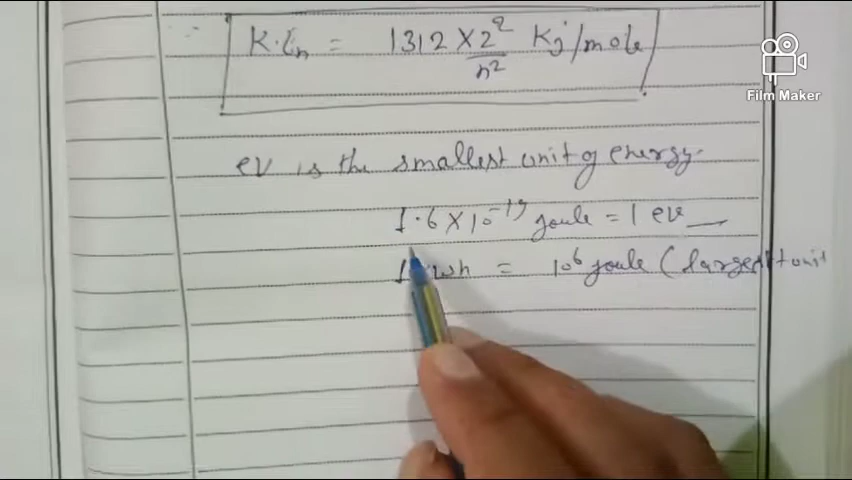 K.En = 1312 X Z²/n² KJ/mole
Film Maker
ev is the smallest unit of energy.
1.6 X 10⁻¹⁹ joule = 1 ev
1 kwh = 10⁶ joule (largest unit